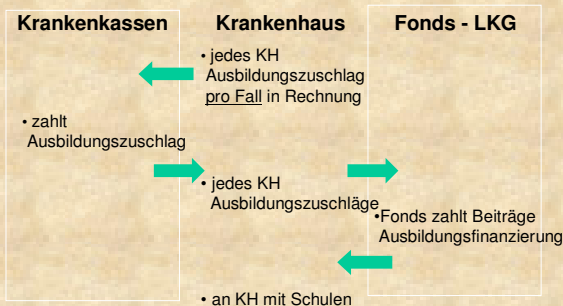 Krankenkassen Krankenhaus Fonds - LKG
• jedes KH
Ausbildungszuschlag
pro Fall in Rechnung
• zahlt
Ausbildungszuschlag
• jedes KH
Ausbildungszuschläge
•Fonds zahlt Beiträge
Ausbildungsfinanzierung
• an KH mit Schulen